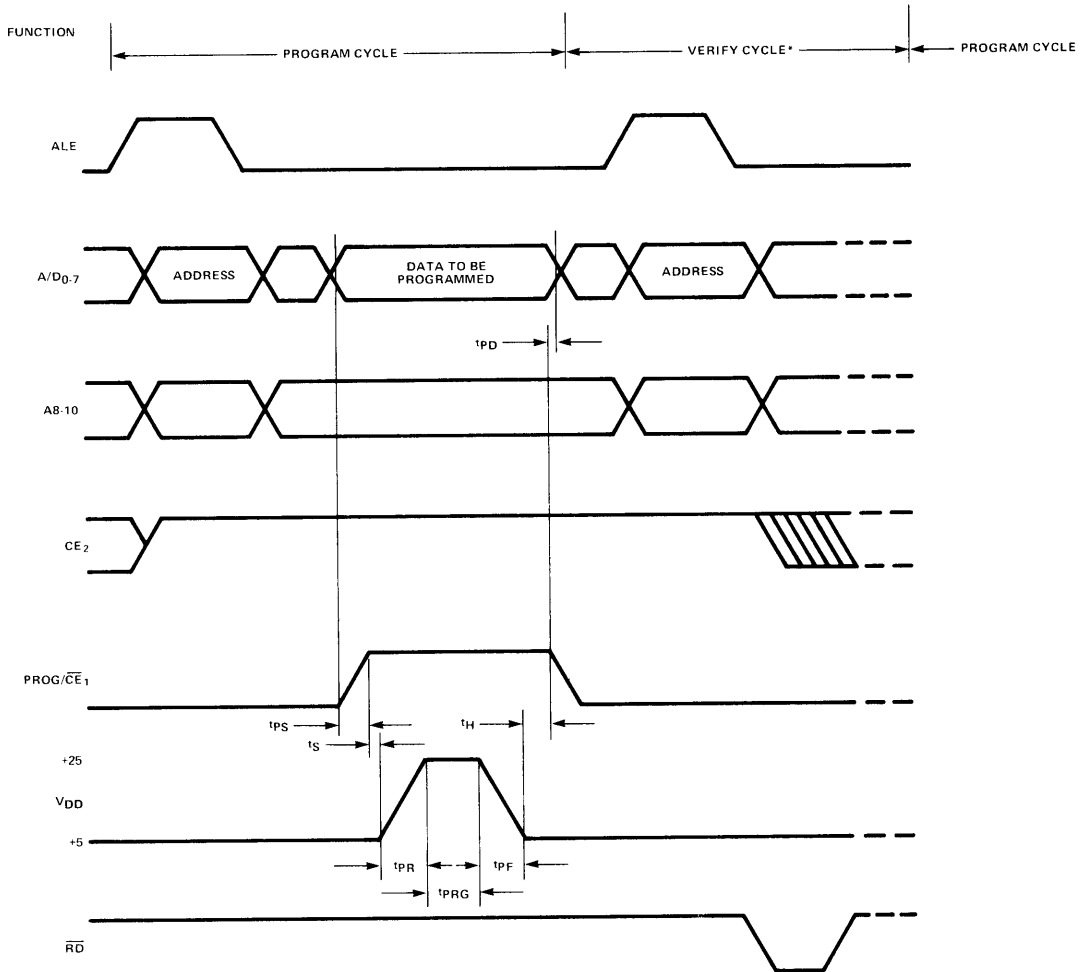 FUNCTION
PROGRAM CYCLE
VERIFY CYCLE*
PROGRAM CYCLE
ALE
A/D0-7
ADDRESS
DATA TO BE
PROGRAMMED
ADDRESS
tPD
A8-10
CE2
PROG/CE1
tPS
tH
tS
+25
VDD
+5
tPR
tPF
tPRG
RD